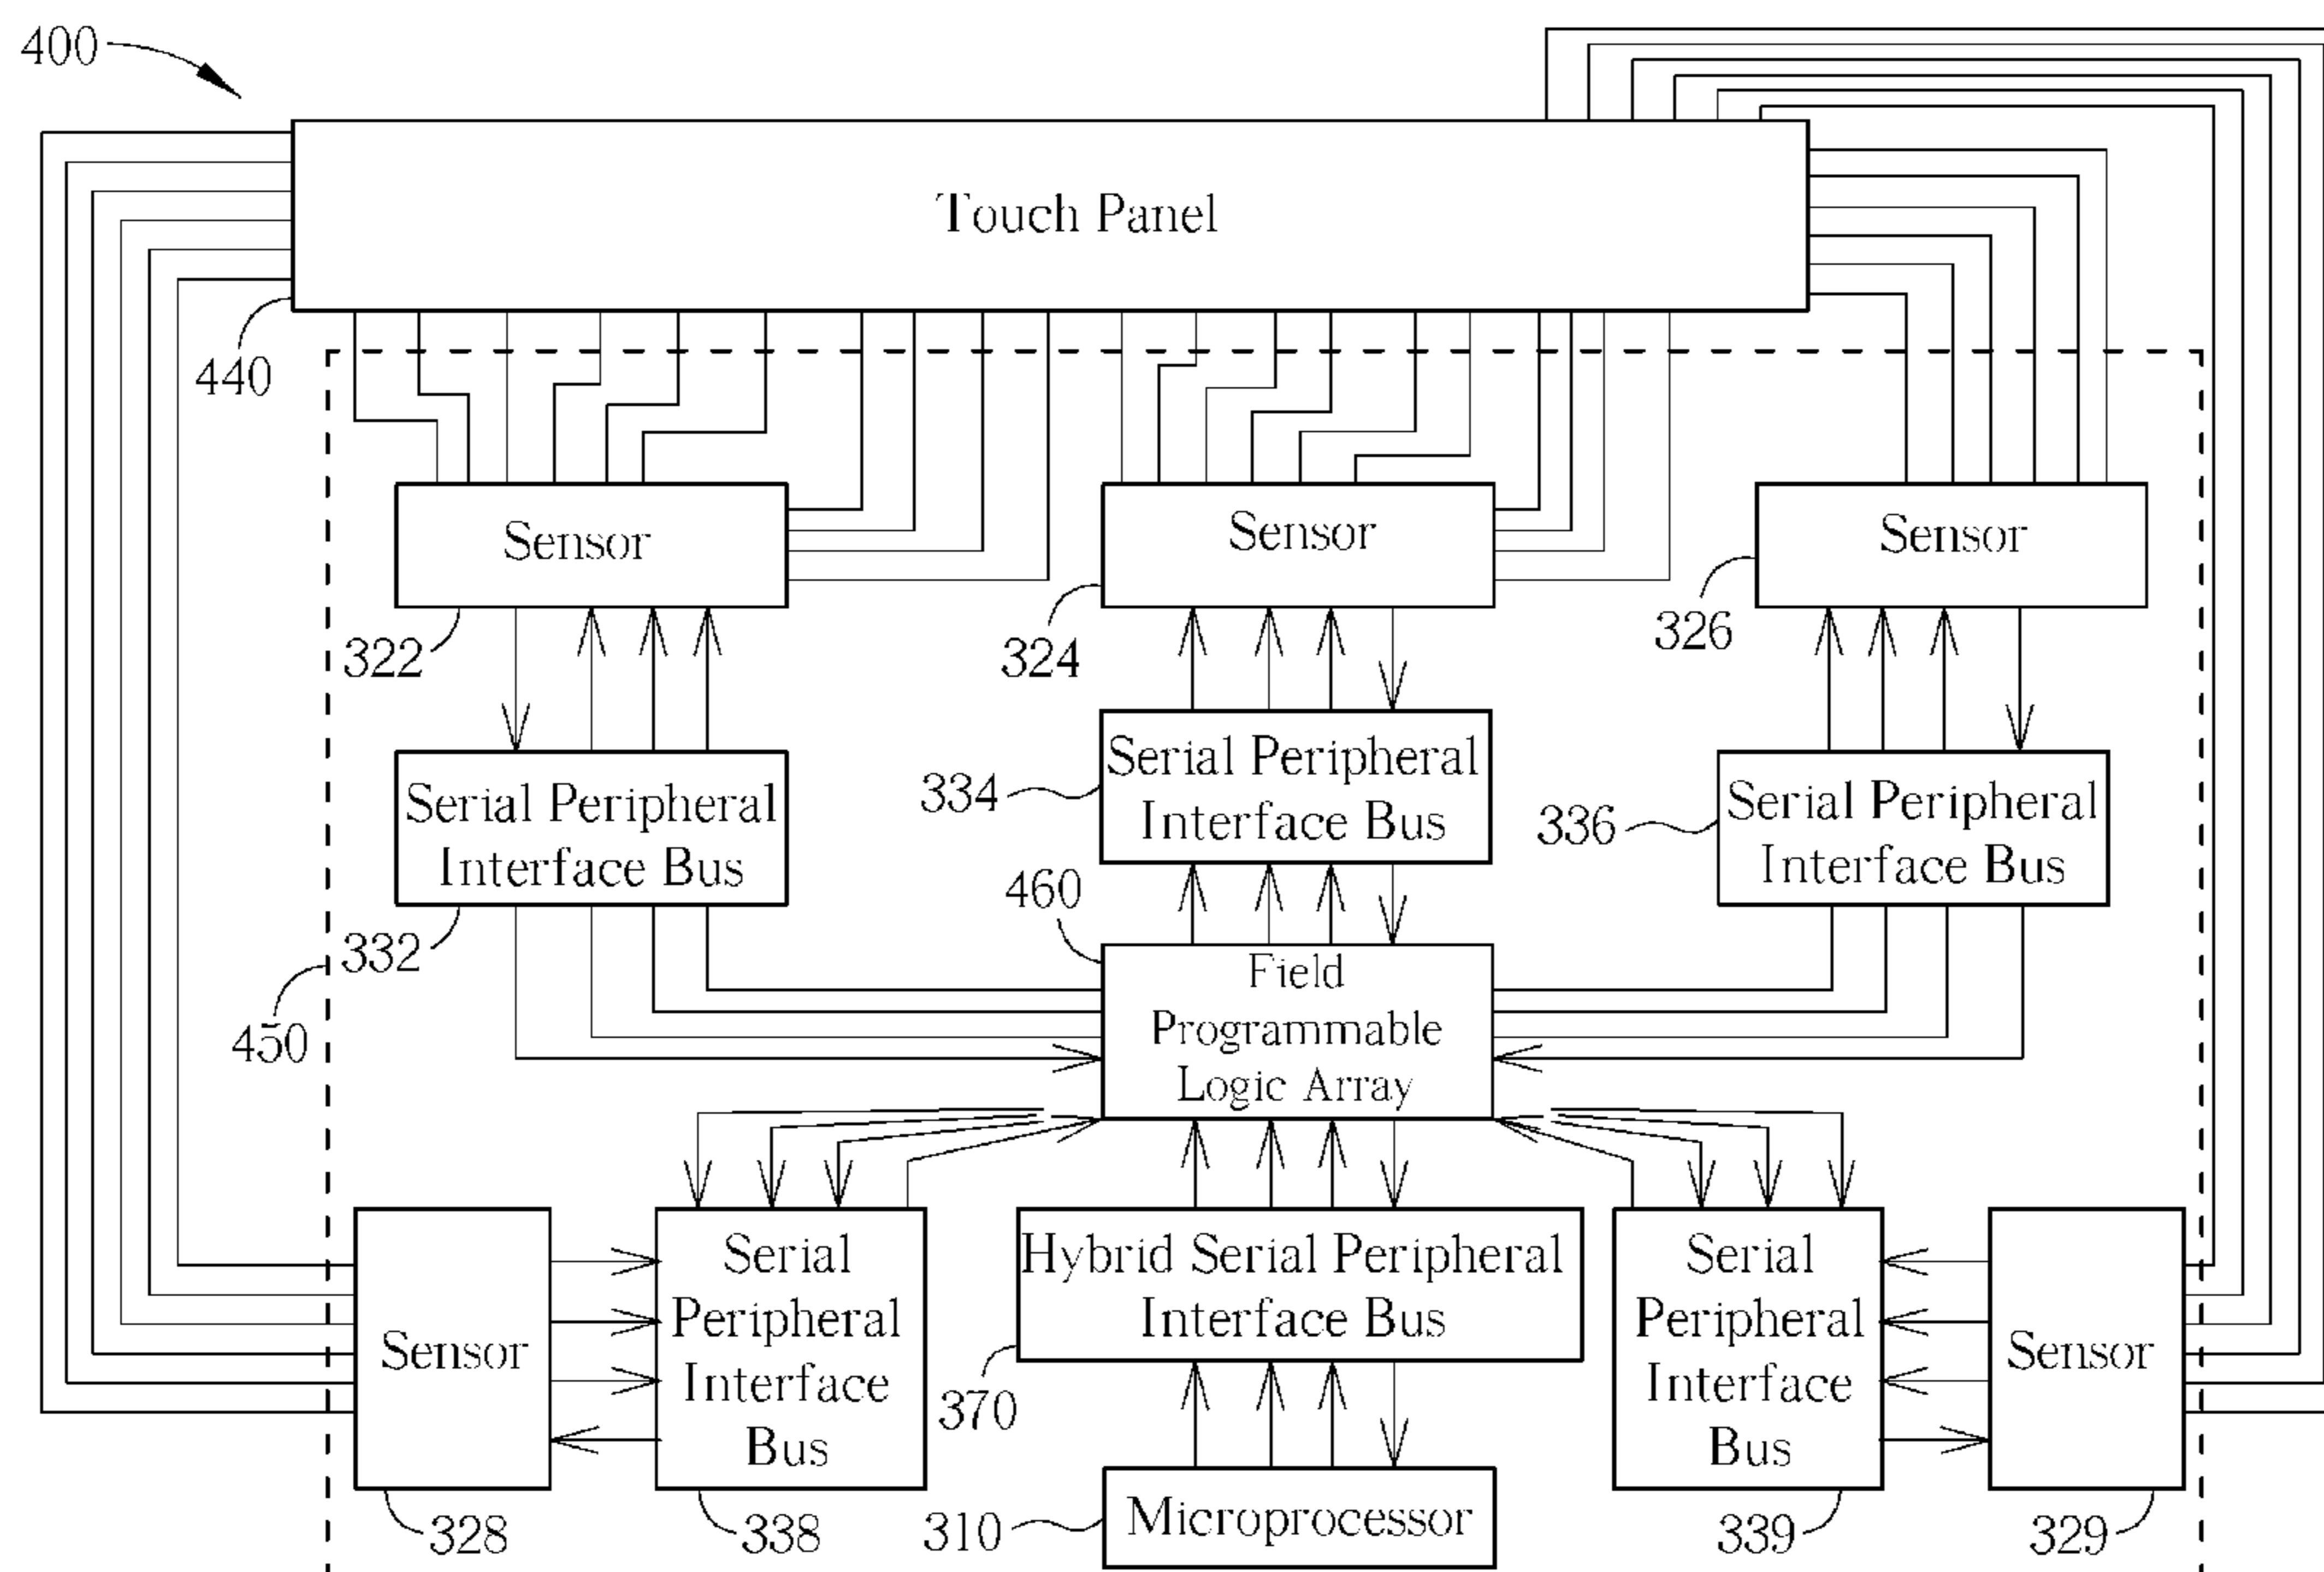 400
Touch Panel
440
Sensor
Sensor
Sensor
322
324
326
Serial Peripheral
Interface Bus
334
Serial Peripheral
Interface Bus
336
Serial Peripheral
Interface Bus
332
460
450
Field
Programmable
Logic Array
Sensor
Serial
Peripheral
Interface
Bus
Hybrid Serial Peripheral
Interface Bus
370
Serial
Peripheral
Interface
Bus
Sensor
328
338
310
Microprocessor
339
329